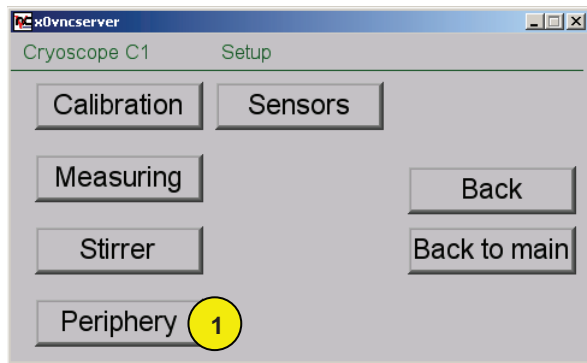 x0vncserver
Cryoscope C1 Setup
Calibration Sensors
Measuring
Back
Stirrer Back to main
Periphery 1